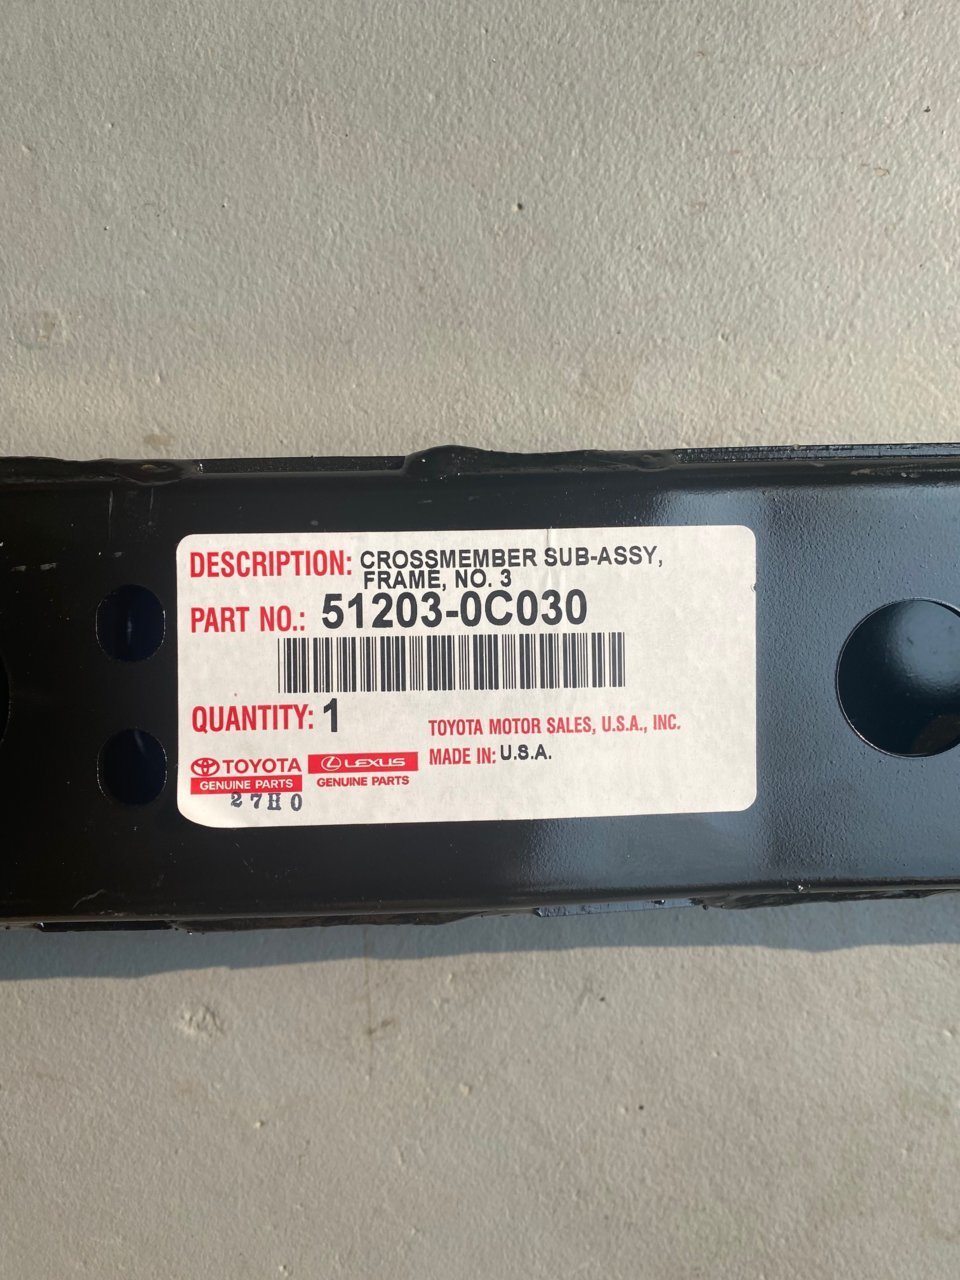 DESCRIPTION: CROSSMEMBER SUB-ASSY,
FRAME, NO. 3
PART NO.: 51203-0C030
QUANTITY: 1
TOYOTA MOTOR SALES, U.S.A., INC.
MADE IN: U.S.A.
TOYOTA
GENUINE PARTS
LEXUS
GENUINE PARTS
27H0